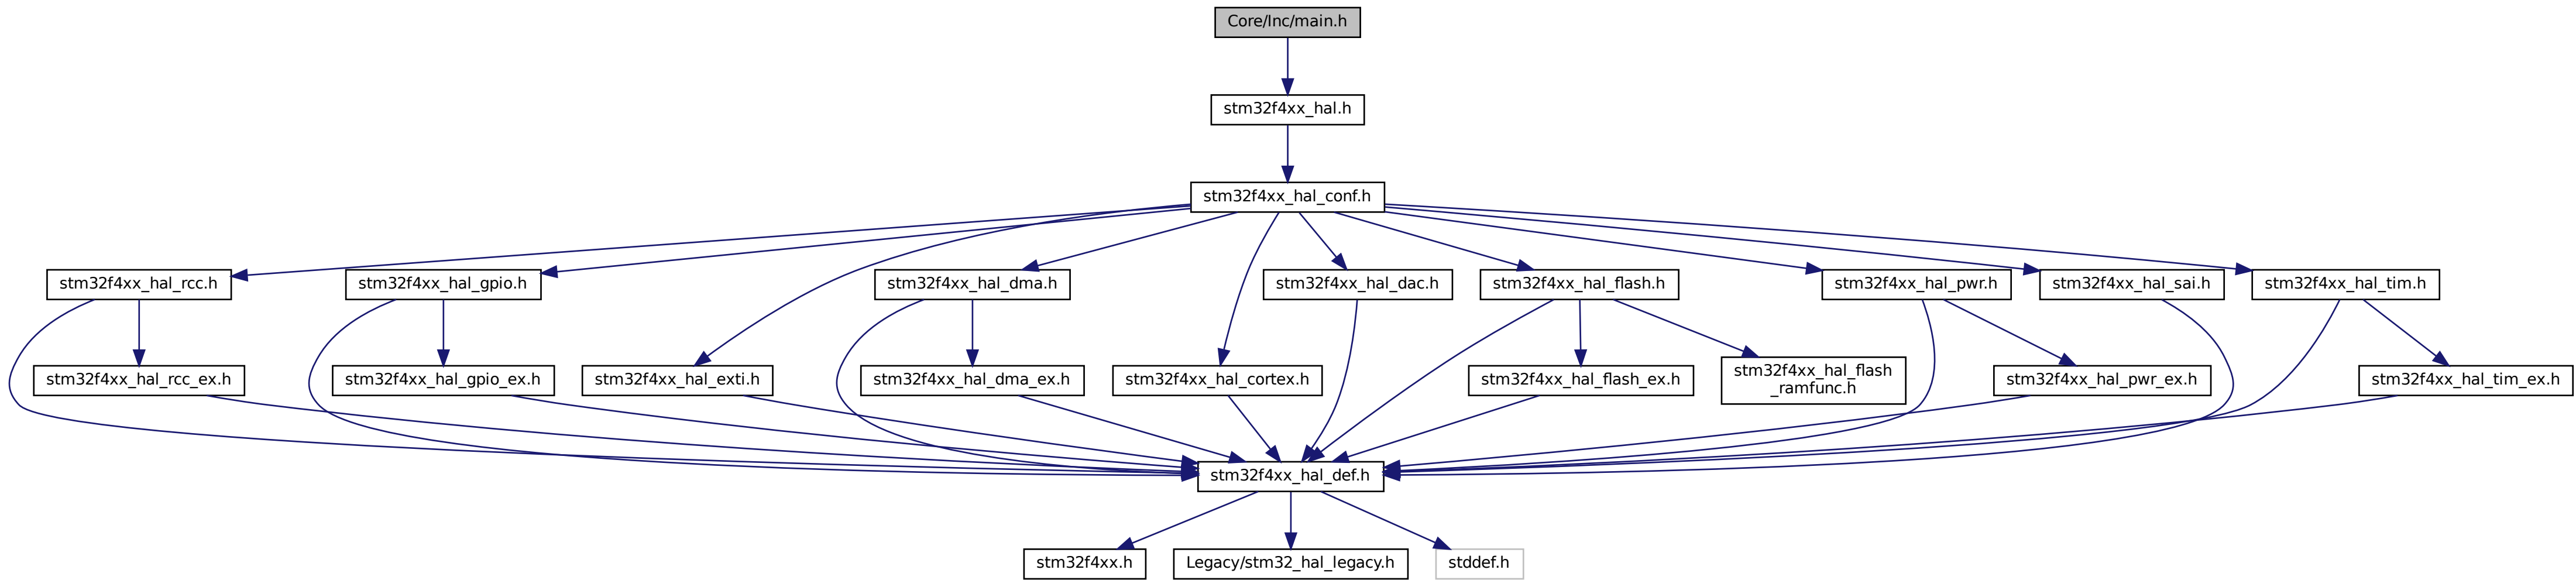 Core/Inc/main.h
stm32f4xx_hal.h
stm32f4xx_hal_conf.h
stm32f4xx_hal_rcc.h
stm32f4xx_hal_gpio.h
stm32f4xx_hal_dma.h
stm32f4xx_hal_dac.h
stm32f4xx_hal_flash.h
stm32f4xx_hal_pwr.h
stm32f4xx_hal_sai.h
stm32f4xx_hal_tim.h
stm32f4xx_hal_rcc_ex.h
stm32f4xx_hal_gpio_ex.h
stm32f4xx_hal_exti.h
stm32f4xx_hal_dma_ex.h
stm32f4xx_hal_cortex.h
stm32f4xx_hal_flash_ex.h
stm32f4xx_hal_flash
_ramfunc.h
stm32f4xx_hal_pwr_ex.h
stm32f4xx_hal_tim_ex.h
stm32f4xx_hal_def.h
stm32f4xx.h
Legacy/stm32_hal_legacy.h
stddef.h